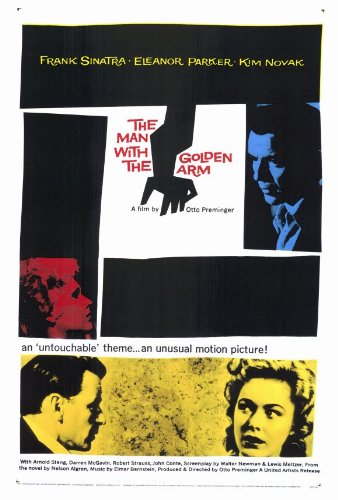 FRANK SINATRA · ELEANOR PARKER · KIM NOVAK
THE
MAN
WITH GOLDEN
THE ARM
A film by Otto Preminger
an 'untouchable' theme...an unusual motion picture!
With Arnold Stang, Darren McGavin, Robert Strauss, John Conte, Screenplay by Walter Newman & Lewis Meltzer, From
the novel by Nelson Algren, Music by Elmer Bernstein, Produced & Directed by Otto Preminger A United Artists Release